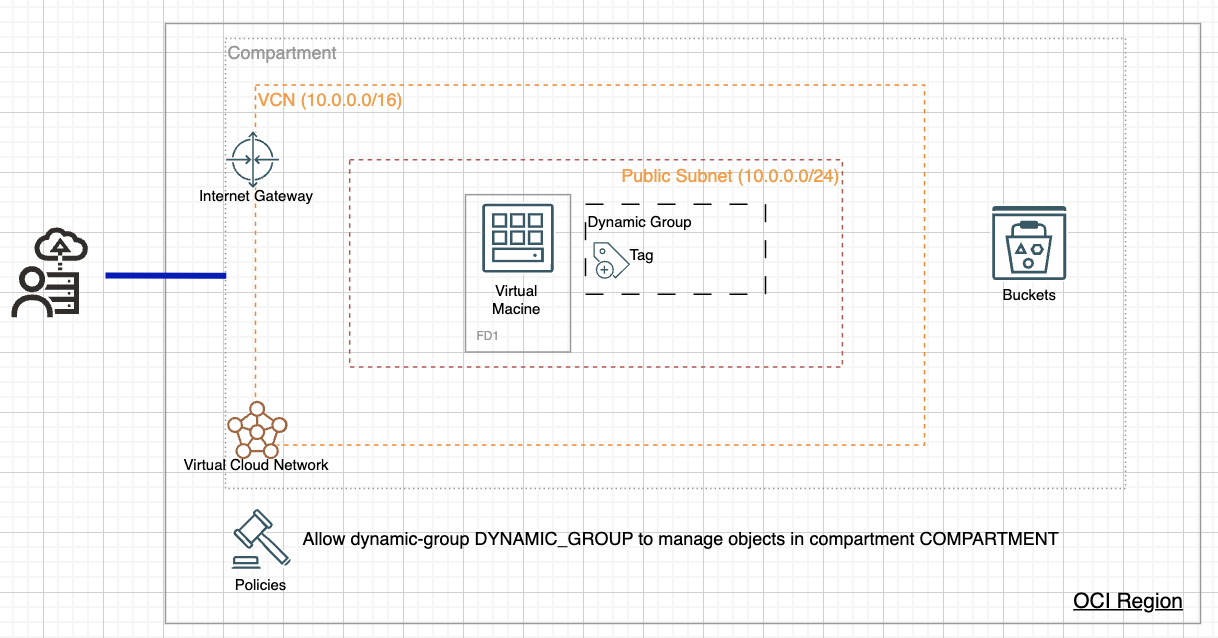 Compartment
VCN (10.0.0.0/16)
Internet Gateway
Public Subnet (10.0.0.0/24)
Dynamic Group
Tag
Virtual
Macine
FD1
Buckets
Virtual Cloud Network
Allow dynamic-group DYNAMIC_GROUP to manage objects in compartment COMPARTMENT
Policies
OCI Region